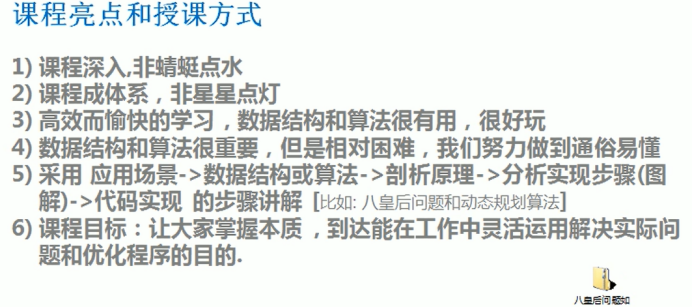 课程亮点和授课方式
1) 课程深入,非蜻蜓点水
2) 课程成体系，非星星点灯
3) 高效而愉快的学习，数据结构和算法很有用，很好玩
4) 数据结构和算法很重要，但是相对困难，我们努力做到通俗易懂
5) 采用 应用场景->数据结构或算法->剖析原理->分析实现步骤(图
解)->代码实现 的步骤讲解 [比如: 八皇后问题和动态规划算法]
6) 课程目标：让大家掌握本质，到达能在工作中灵活运用解决实际问
题和优化程序的目的.
八皇后问题如